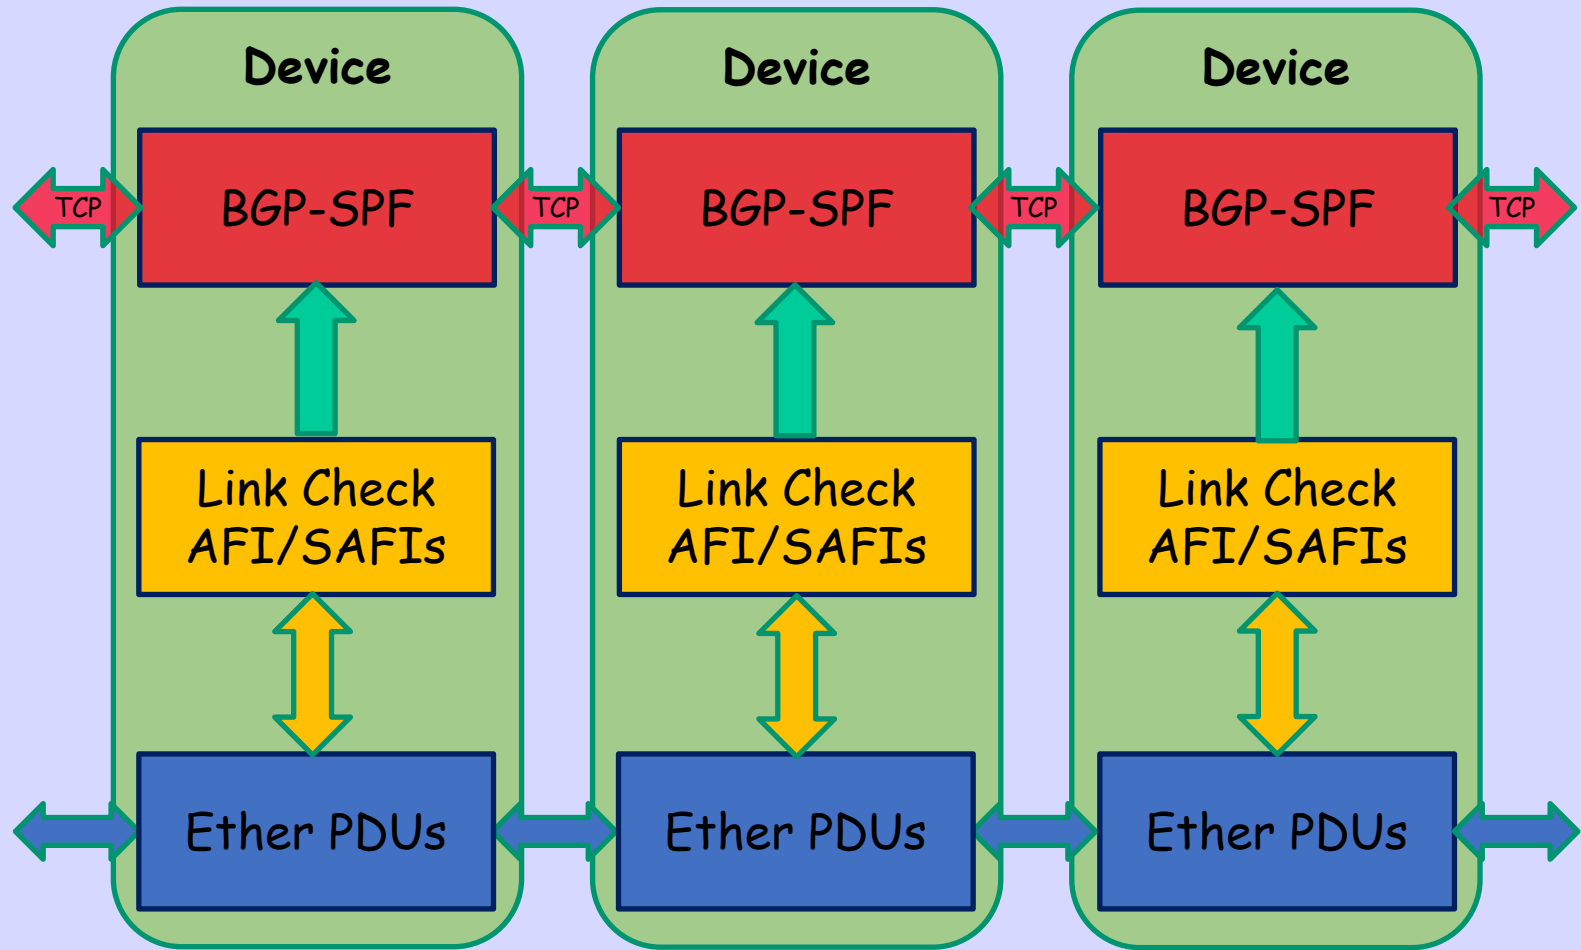 Device
Device
Device
TCP
BGP-SPF
TCP
BGP-SPF
TCP
BGP-SPF
TCP
Link Check
AFI/SAFIs
Link Check
AFI/SAFIs
Link Check
AFI/SAFIs
Ether PDUs
Ether PDUs
Ether PDUs